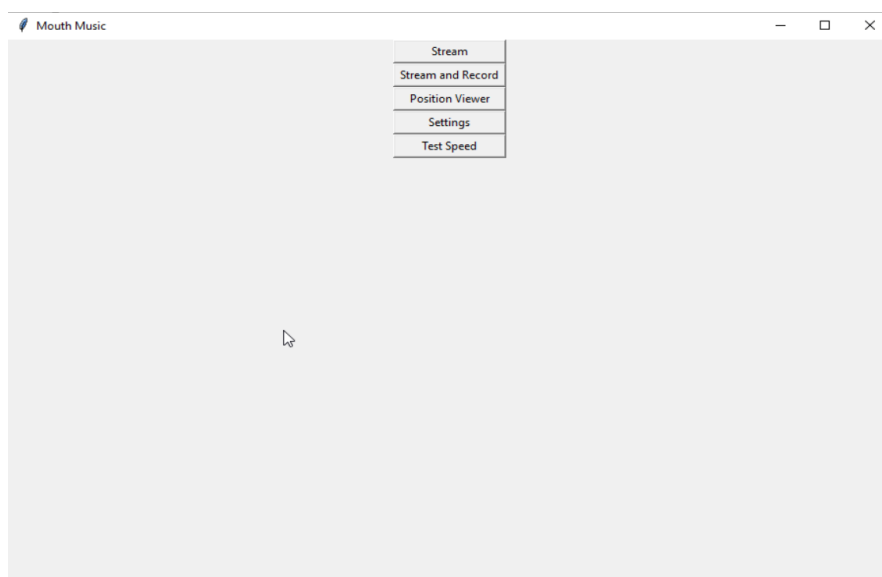 Mouth Music
Stream
Stream and Record
Position Viewer
Settings
Test Speed